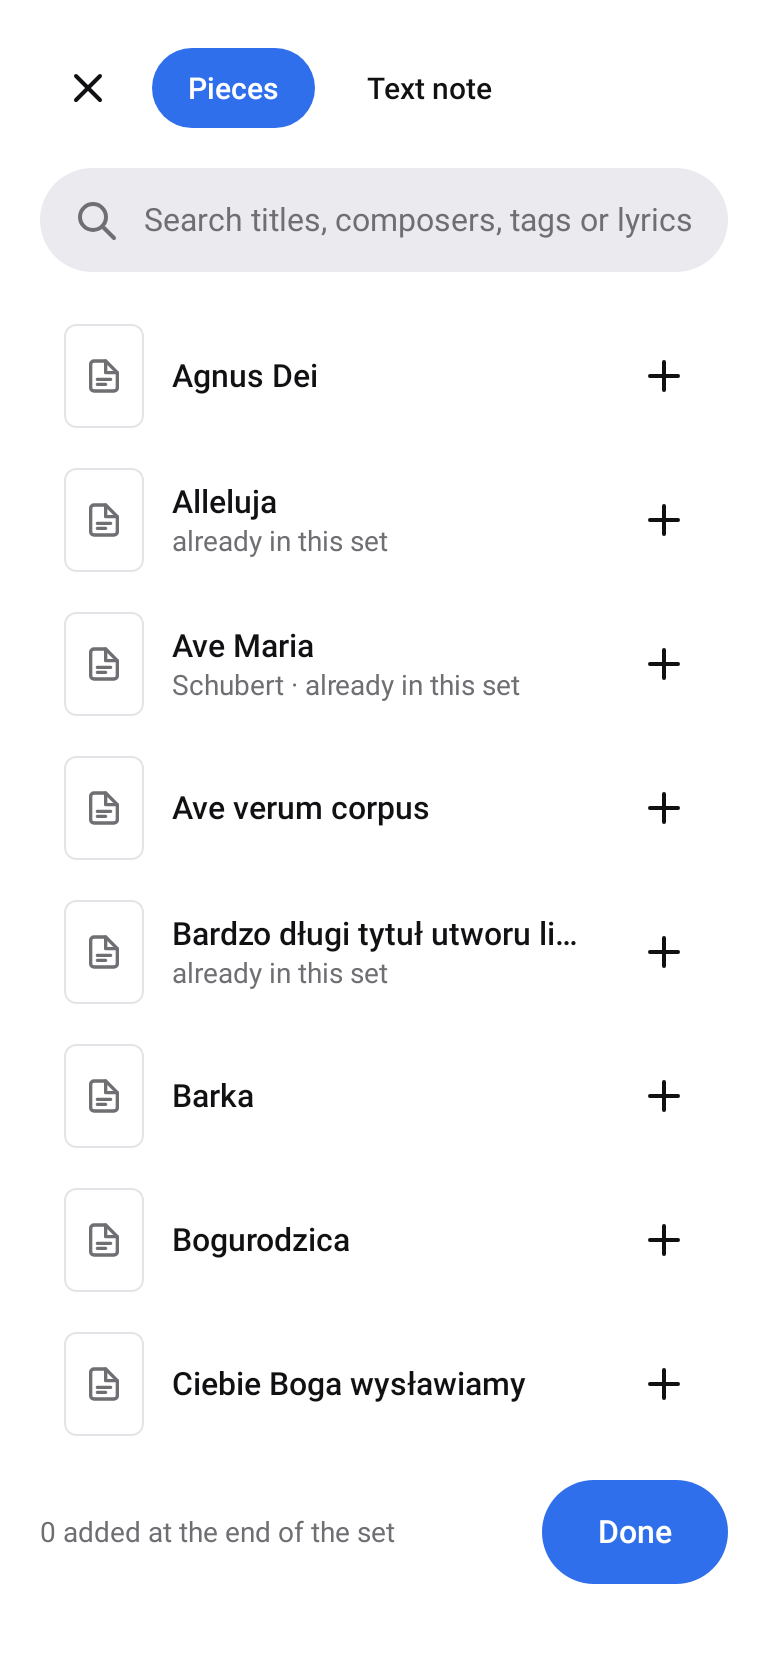 Pieces
Text note
Search titles, composers, tags or lyrics
Agnus Dei
Alleluja
already in this set
Ave Maria
Schubert · already in this set
Ave verum corpus
Bardzo długi tytuł utworu li...
already in this set
Barka
Bogurodzica
Ciebie Boga wysławiamy
0 added at the end of the set
Done